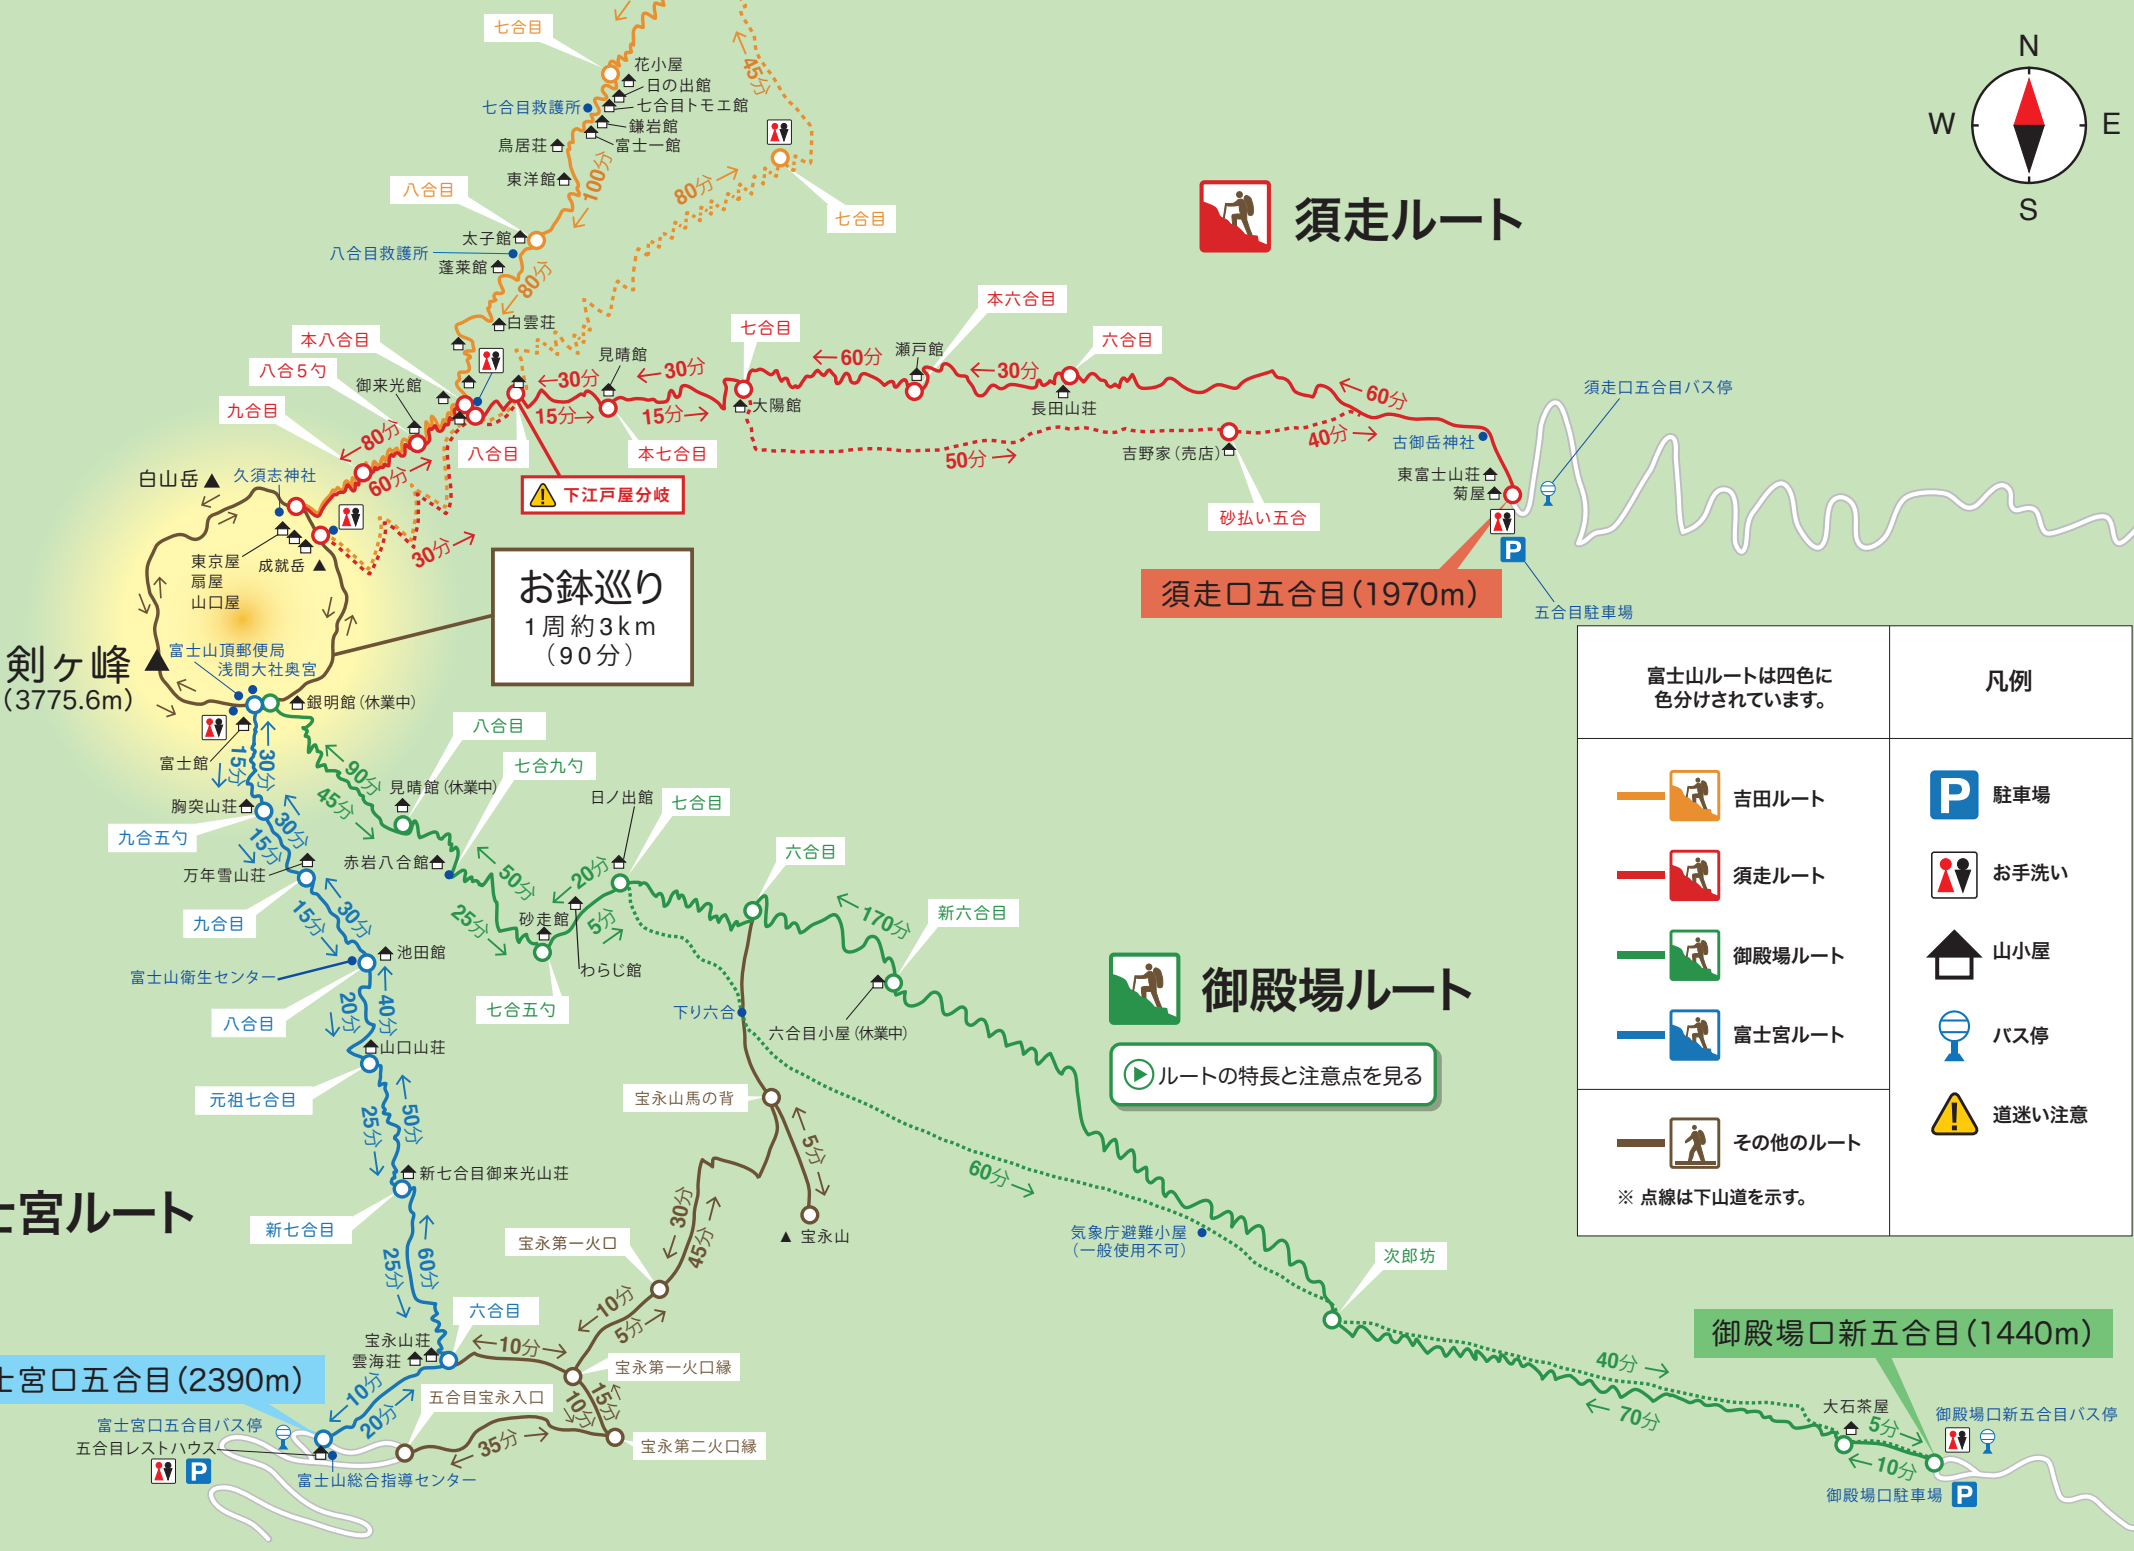 七合目
花小屋
日の出館
七合目救護所
七合目トモエ館
鎌岩館
鳥居荘
富士一館
東洋館
45分
100分
80分
七合目
八合目
太子館
八合目救護所
蓬莱館
80分
白雲荘
N
W
E
S
須走ルート
本八合目
八合5勺
御来光館
九合目
80分
60分
30分
見晴館
30分
30分
15分
15分
八合目
本七合目
下江戸屋分岐
七合目
大陽館
60分
瀬戸館
本六合目
30分
六合目
長田山荘
60分
50分
吉野家(売店)
40分
砂払い五合
古御岳神社
東富士山荘
菊屋
須走口五合目バス停
須走口五合目(1970m)
五合目駐車場
白山岳
久須志神社
東京屋
扇屋
山口屋
成就岳
お鉢巡り
1周約3km
(90分)
剣ヶ峰
(3775.6m)
富士山頂郵便局
浅間大社奥宮
銀明館(休業中)
富士館
30分
15分
胸突山荘
九合五勺
30分
15分
万年雪山荘
九合目
30分
15分
池田館
富士山衛生センター
八合目
40分
20分
山口山荘
元祖七合目
50分
25分
新七合目御来光山荘
新七合目
60分
25分
士宮ルート
六合目
宝永山荘
雲海荘
士宮口五合目(2390m)
10分
20分
富士宮口五合目バス停
五合目レストハウス
富士山総合指導センター
90分
45分
八合目
見晴館(休業中)
七合九勺
赤岩八合館
50分
25分
日ノ出館
七合目
20分
5分
砂走館
わらじ館
七合五勺
六合目
170分
新六合目
六合目小屋(休業中)
下り六合
御殿場ルート
ルートの特長と注意点を見る
宝永山馬の背
5分
宝永山
30分
45分
宝永第一火口
10分
5分
10分
宝永第一火口縁
15分
10分
五合目宝永入口
35分
宝永第二火口縁
60分
気象庁避難小屋
(一般使用不可)
次郎坊
40分
70分
御殿場口新五合目(1440m)
大石茶屋
5分
10分
御殿場口新五合目バス停
御殿場口駐車場
P
P
P
富士山ルートは四色に
色分けされています。
吉田ルート
須走ルート
御殿場ルート
富士宮ルート
その他のルート
※ 点線は下山道を示す。
凡例
P
駐車場
お手洗い
山小屋
バス停
道迷い注意